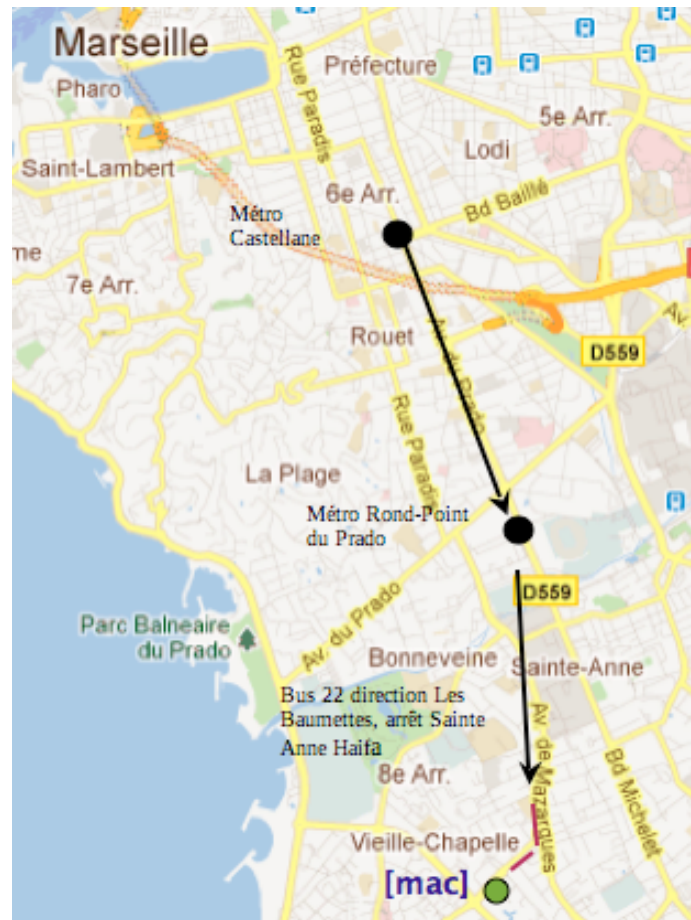 Marseille
Pharo
Rue Paradis
Préfecture
5e Arr.
Lodi
Saint-Lambert
6e Arr.
Bd Baillé
Métro
Castellane
me
7e Arr.
Rouet
Av. du Prado
Av.
D559
Rue Paradis
La Plage
Métro Rond-Point
du Prado
D559
Parc Balneaire
du Prado
Av. du Prado
Bonneveine
Sainte-Anne
Bus 22 direction Les
Baumettes, arrêt Sainte
Anne Haifa
8e Arr.
Av. de Mazargues
Bd Michelet
Vieille-Chapelle
[mac]